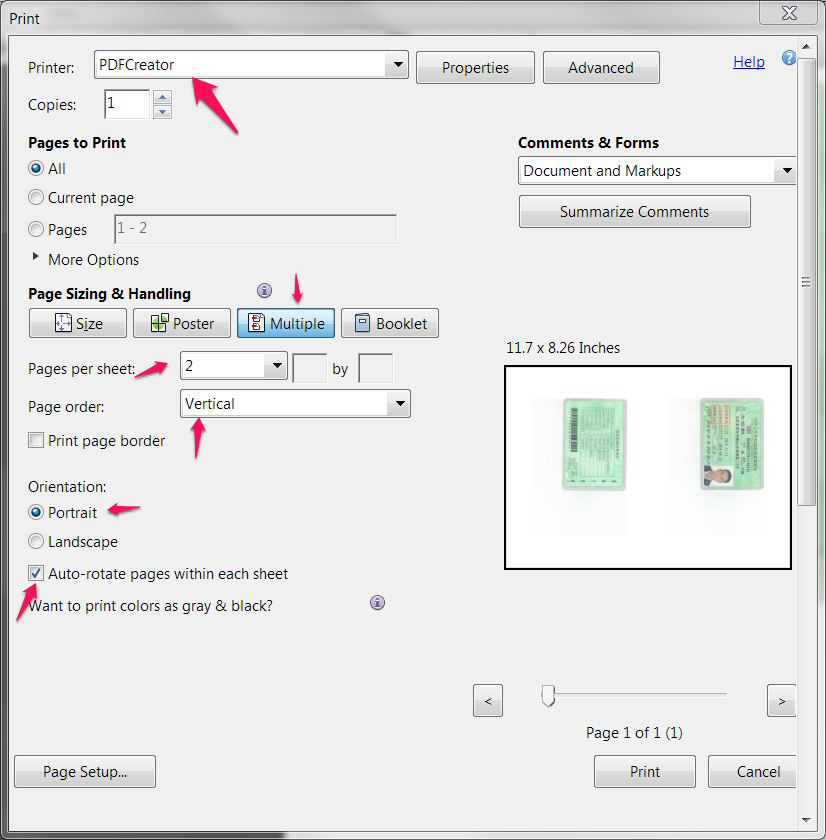 Print
Printer: PDFCreator Properties Advanced Help ?
Copies: 1
Pages to Print
All
Current page
Pages 1 - 2
More Options
Comments & Forms
Document and Markups
Summarize Comments
Page Sizing & Handling
Size Poster Multiple Booklet
Pages per sheet: 2 by
Page order: Vertical
Print page border
Orientation:
Portrait
Landscape
Auto-rotate pages within each sheet
Want to print colors as gray & black?
11.7 x 8.26 Inches
< >
Page 1 of 1 (1)
Page Setup... Print Cancel